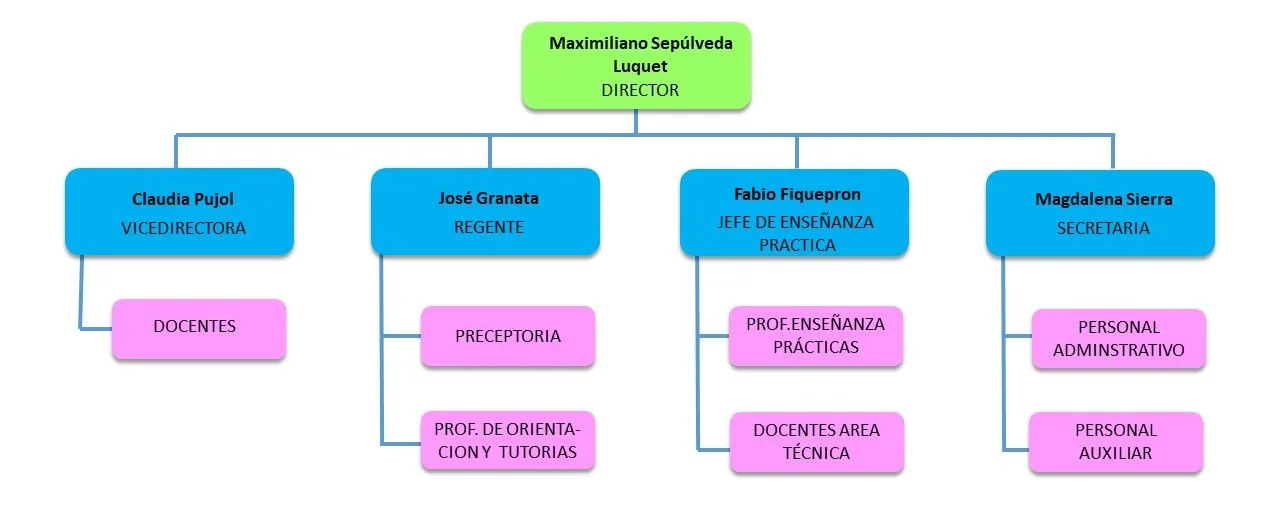 Maximiliano Sepúlveda
Luquet
DIRECTOR
Claudia Pujol
VICEDIRECTORA
José Granata
REGENTE
Fabio Fiquepron
JEFE DE ENSEÑANZA
PRACTICA
Magdalena Sierra
SECRETARIA
DOCENTES
PRECEPTORIA
PROF.ENSEÑANZA
PRÁCTICAS
PERSONAL
ADMINSTRATIVO
PROF. DE ORIENTA-
CION Y TUTORIAS
DOCENTES AREA
TÉCNICA
PERSONAL
AUXILIAR